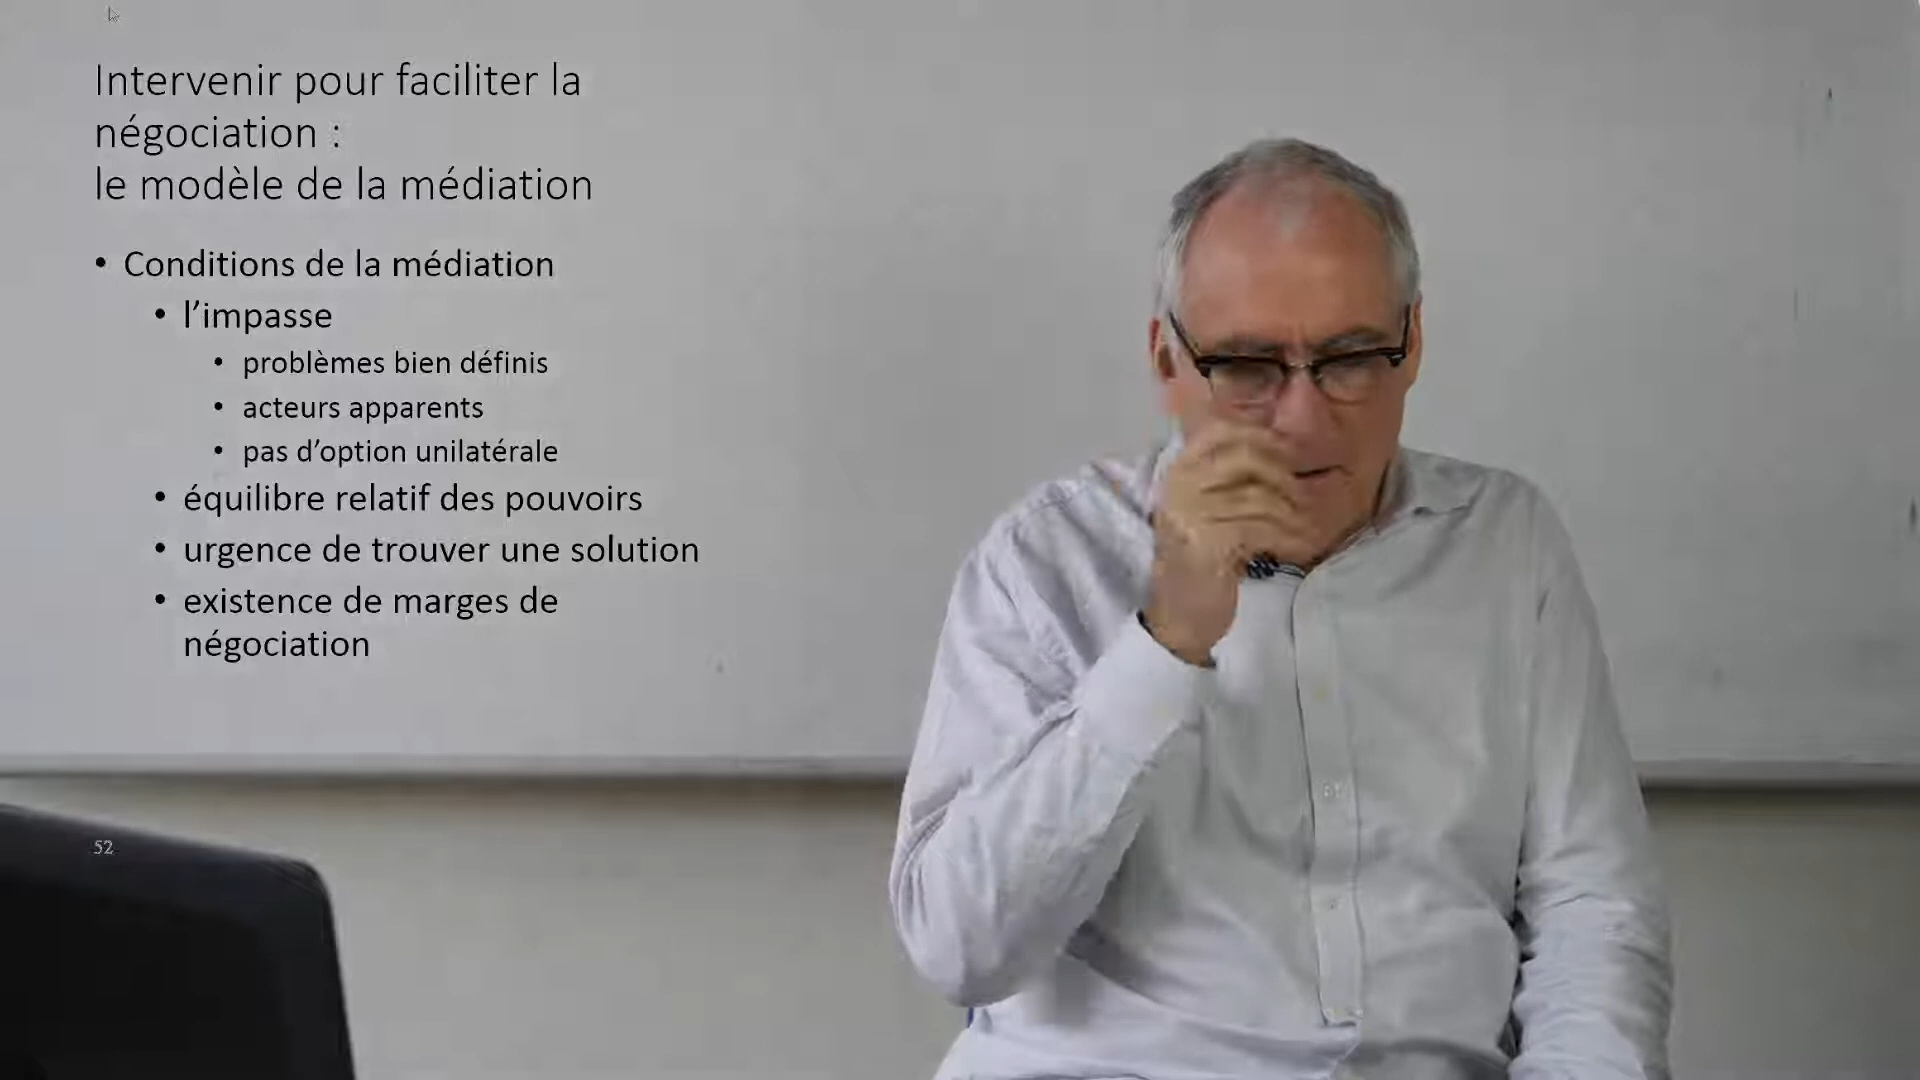 Intervenir pour faciliter la
négociation :
le modèle de la médiation
• Conditions de la médiation
• l’impasse
• problèmes bien définis
• acteurs apparents
• pas d’option unilatérale
• équilibre relatif des pouvoirs
• urgence de trouver une solution
• existence de marges de
négociation
52